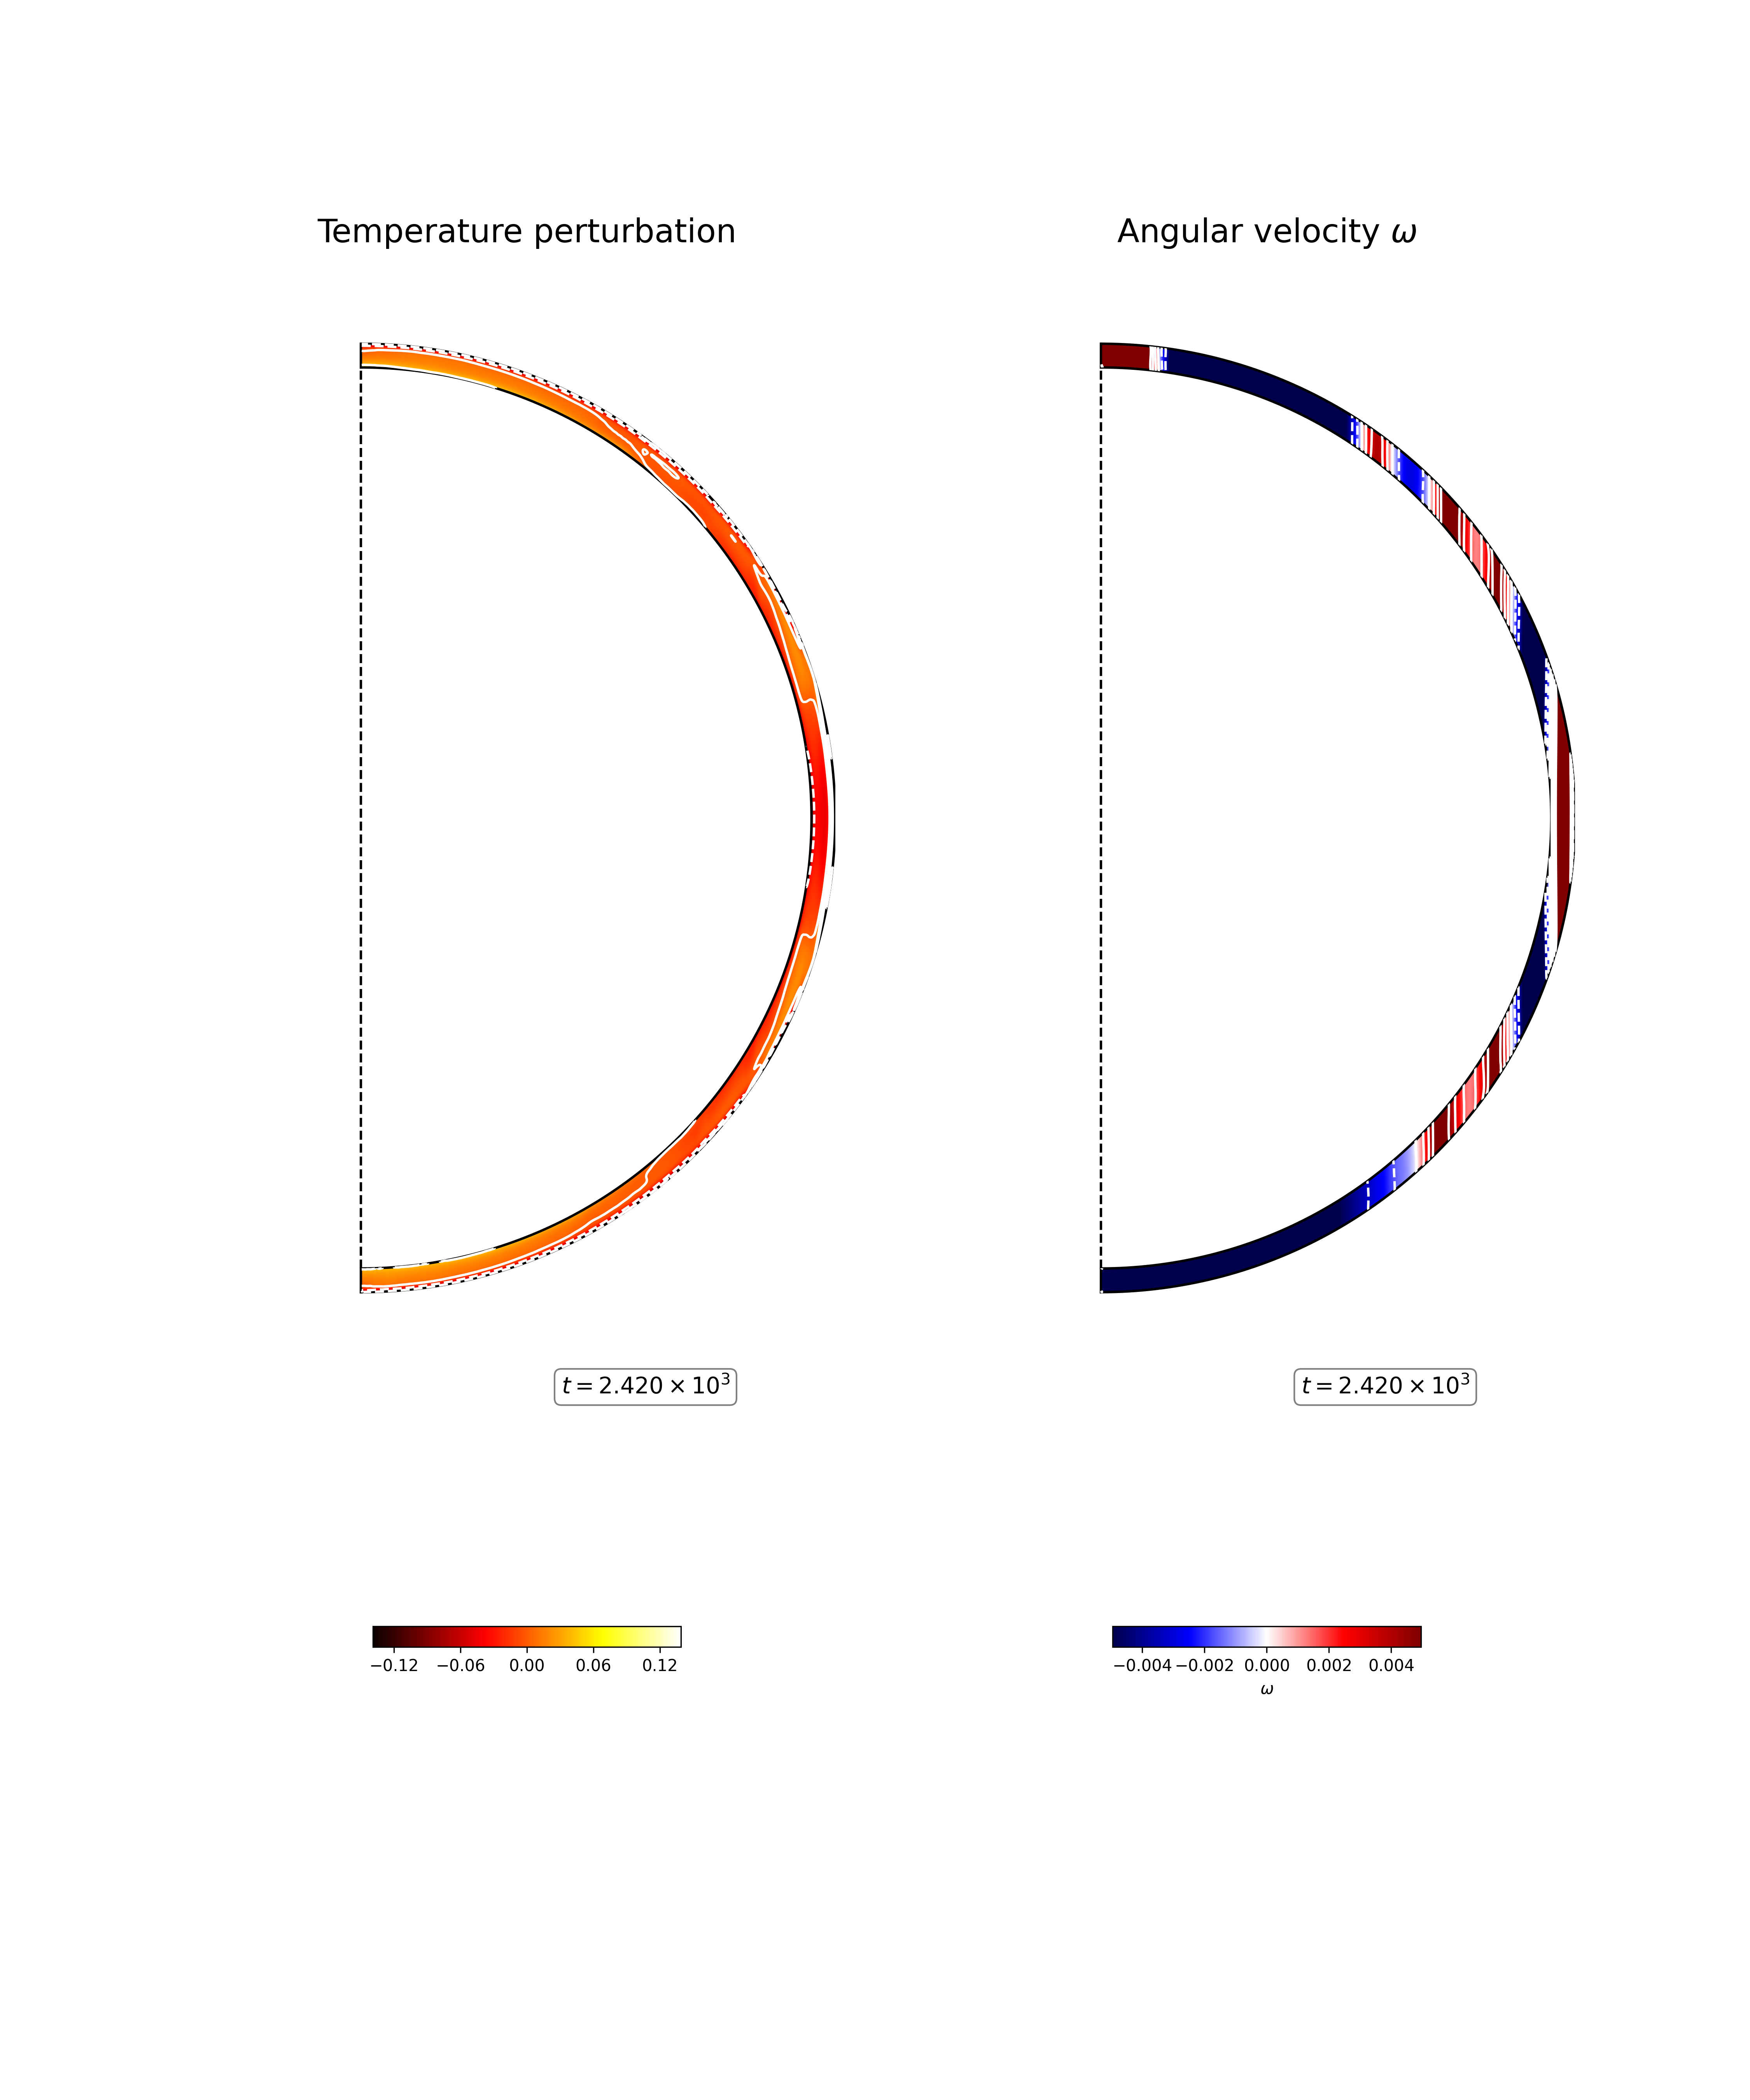 Temperature perturbation
Angular velocity ω
t = 2.420 × 10³
t = 2.420 × 10³
−0.12 −0.06 0.00 0.06 0.12
−0.004 −0.002 0.000 0.002 0.004
ω